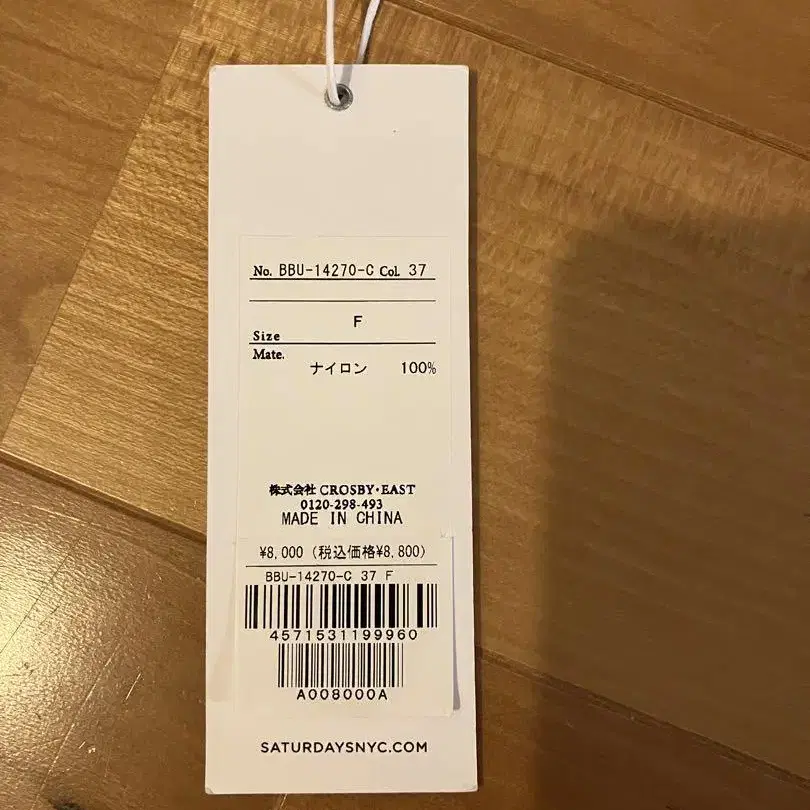 No. BBU-14270-C Col. 37
F
Size
Mate.
ナイロン 100%
株式会社 CROSBY・EAST
0120-298-493
MADE IN CHINA
¥8,000 (税込価格¥8,800)
BBU-14270-C 37 F
4571531199960
A008000A
SATURDAYSNYC.COM